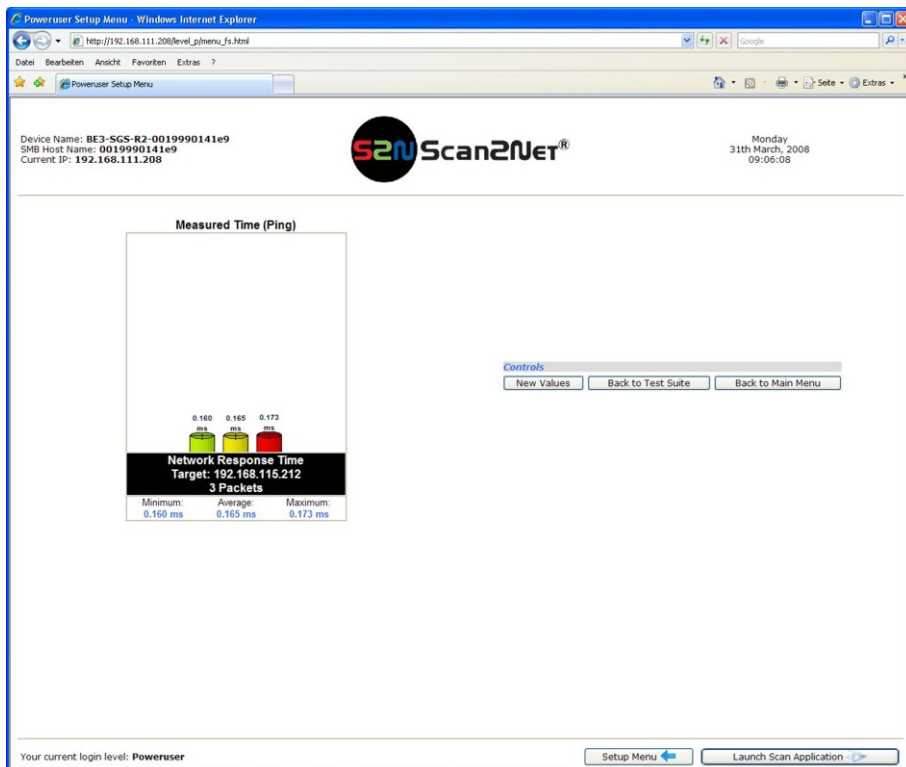 Poweruser Setup Menu - Windows Internet Explorer
http://192.168.111.208/level_p/menu_fs.html
Google
Datei Bearbeiten Ansicht Favoriten Extras ?
Poweruser Setup Menu
Seite Extras
Device Name: BE3-SGS-R2-0019990141e9
SMB Host Name: 0019990141e9
Current IP: 192.168.111.208
S2N Scan2Net®
Monday
31th March, 2008
09:06:08
Measured Time (Ping)
0.160 ms
0.165 ms
0.173 ms
Network Response Time
Target: 192.168.115.212
3 Packets
Minimum: Average: Maximum:
0.160 ms 0.165 ms 0.173 ms
Controls
New Values Back to Test Suite Back to Main Menu
Your current login level: Poweruser
Setup Menu Launch Scan Application